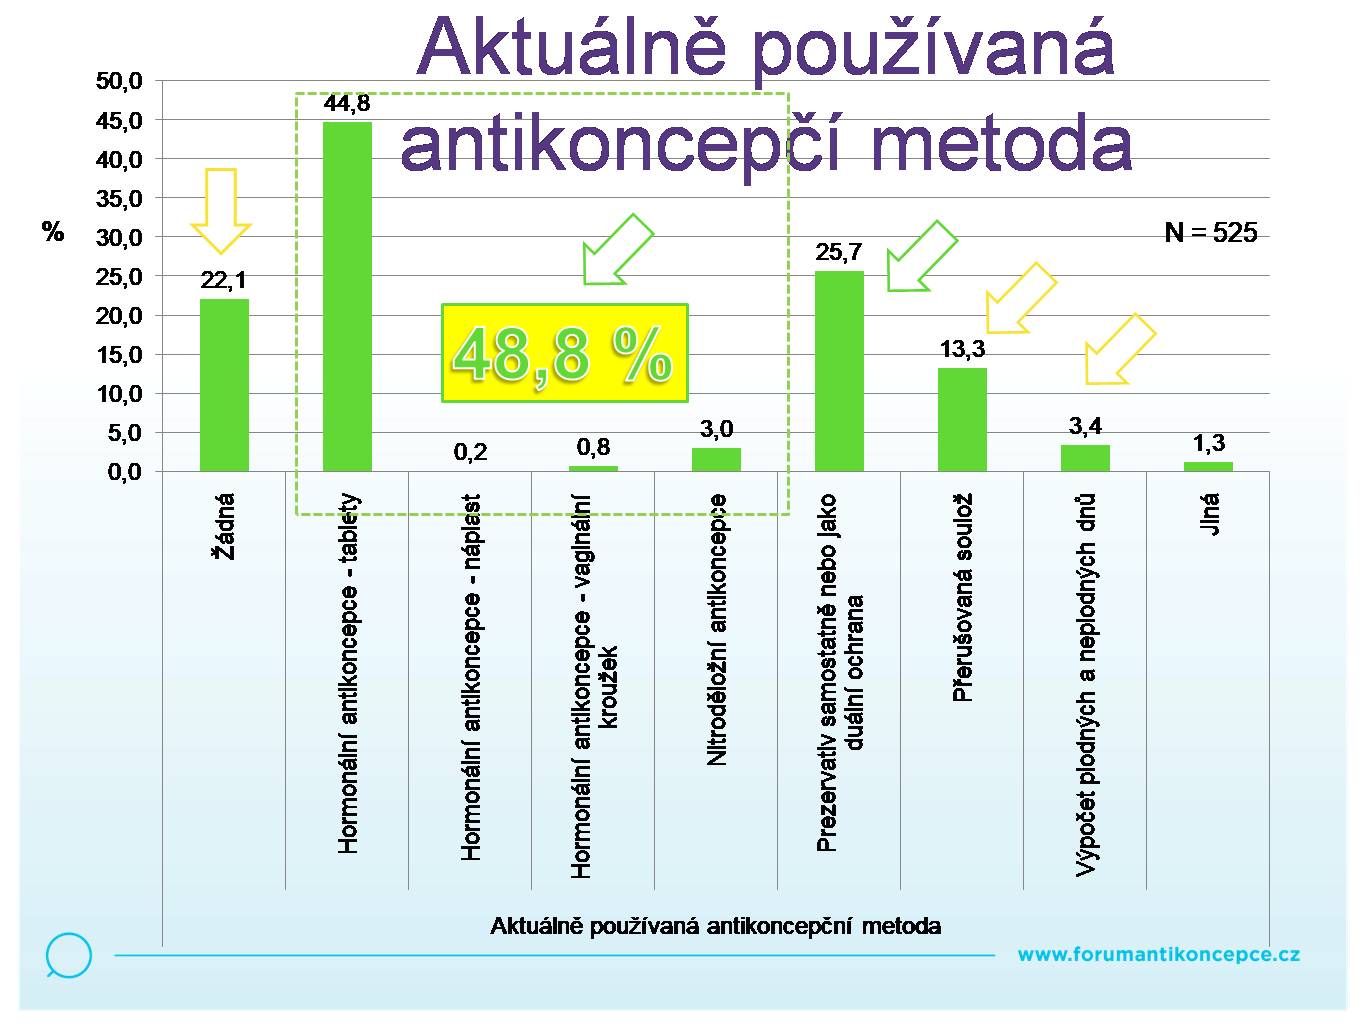 Aktuálně používaná
antikoncepčí metoda
50,0
45,0
40,0
35,0
30,0
25,0
20,0
15,0
10,0
5,0
0,0
%
N = 525
22,1
44,8
0,2
0,8
3,0
25,7
13,3
3,4
1,3
48,8 %
Žádná
Hormonální antikoncepce - tablety
Hormonální antikoncepce - náplast
Hormonální antikoncepce - vaginální
kroužek
Nitroděložní antikoncepce
Prezervativ samostatně nebo jako
duální ochrana
Přerušovaná soulož
Výpočet plodných a neplodných dnů
Jiná
Aktuálně používaná antikoncepční metoda
www.forumantikoncepce.cz